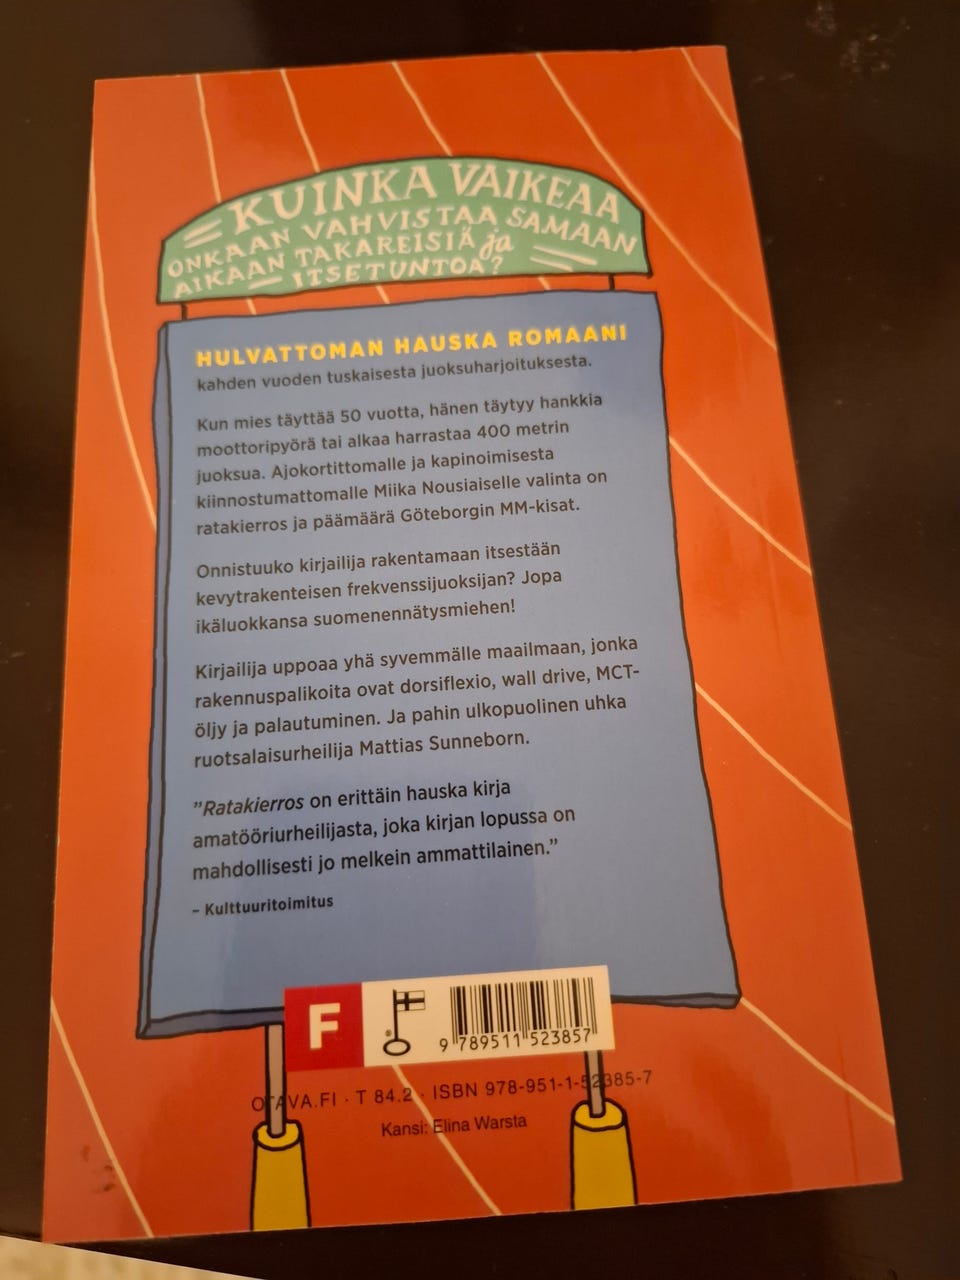 KUINKA VAIKEAA
ONKAAN VAHVISTAA SAMAAN
AIKAAN TAKAREISIÄ ja
ITSETUNTOA?
HULVATTOMAN HAUSKA ROMAANI
kahden vuoden tuskaisesta juoksuharjoituksesta.
Kun mies täyttää 50 vuotta, hänen täytyy hankkia
moottoripyörä tai alkaa harrastaa 400 metrin
juoksua. Ajokortittomalle ja kapinoimisesta
kiinnostumattomalle Miika Nousiaiselle valinta on
ratakierros ja päämäärä Göteborgin MM-kisat.
Onnistuuko kirjailija rakentamaan itsestään
kevytrakenteisen frekvenssijuoksijan? Jopa
ikäluokkansa suomenennätysmiehen!
Kirjailija uppoaa yhä syvemmälle maailmaan, jonka
rakennuspalikoita ovat dorsiflexio, wall drive, MCT-
öljy ja palautuminen. Ja pahin ulkopuolinen uhka
ruotsalaisurheilija Mattias Sunneborn.
”Ratakierros on erittäin hauska kirja
amatööriurheilijasta, joka kirjan lopussa on
mahdollisesti jo melkein ammattilainen.”
– Kulttuuritoimitus
F
®
9 789511 523857
OTAVA.FI · T 84.2 · ISBN 978-951-1-52385-7
Kansi: Elina Warsta